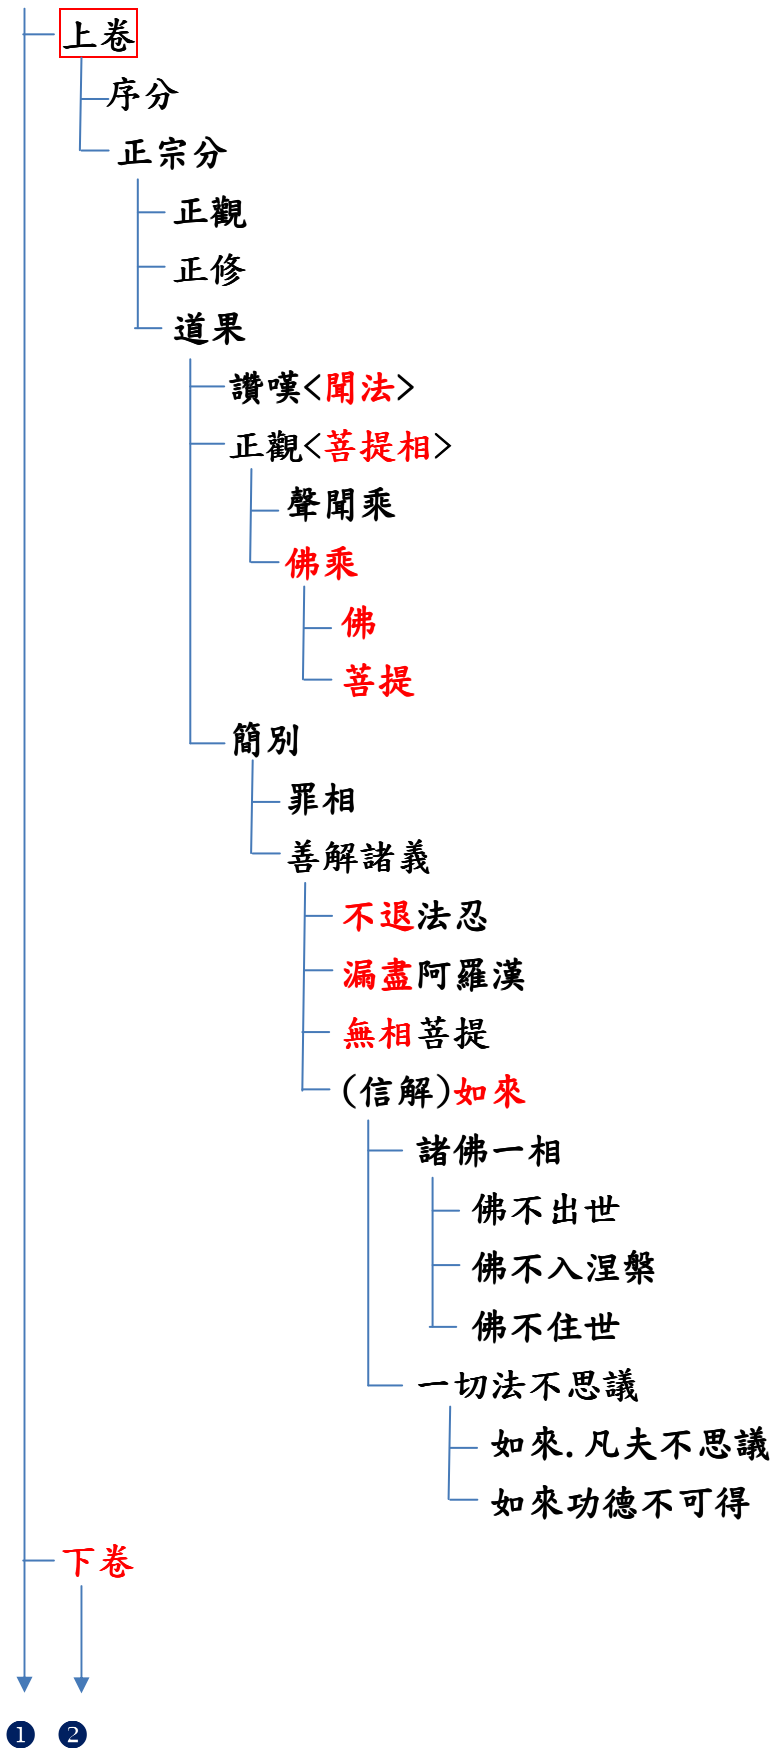 上卷
序分
正宗分
正觀
正修
道果
讚嘆<聞法>
正觀<菩提相>
聲聞乘
佛乘
佛
菩提
簡別
罪相
善解諸義
不退法忍
漏盡阿羅漢
無相菩提
(信解)如來
諸佛一相
佛不出世
佛不入涅槃
佛不住世
一切法不思議
如來.凡夫不思議
如來功德不可得
下卷
❶ ❷